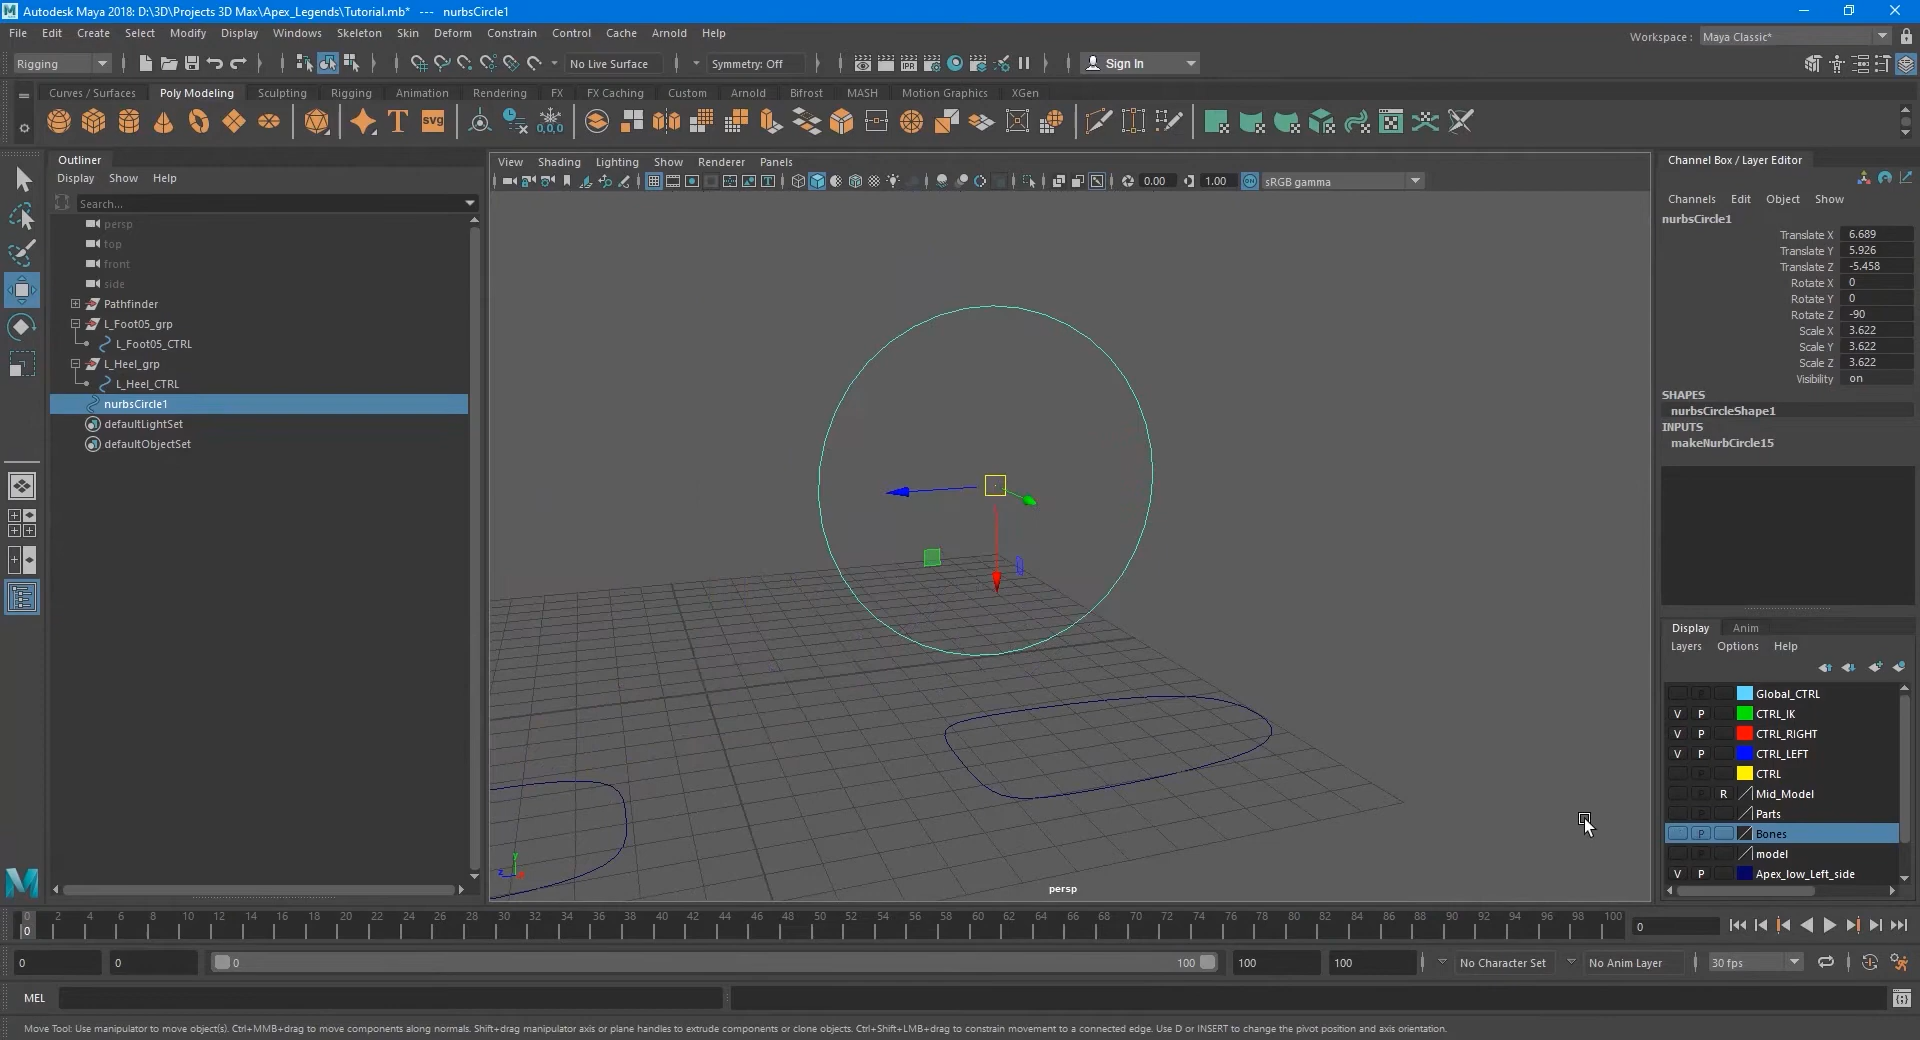 Autodesk Maya 2018: D:\3D\Projects 3D Max\Apex_Legends\Tutorial.mb* --- nurbsCircle1
File Edit Create Select Modify Display Windows Skeleton Skin Deform Constrain Control Cache Arnold Help
Workspace : Maya Classic*
Rigging No Live Surface Symmetry: Off IPR Sign In
Curves / Surfaces Poly Modeling Sculpting Rigging Animation Rendering FX FX Caching Custom Arnold Bifrost MASH Motion Graphics XGen
T svg 0,0,0
Outliner
Display Show Help
Search...
persp
top
front
side
Pathfinder
L_Foot05_grp
L_Foot05_CTRL
L_Heel_grp
L_Heel_CTRL
nurbsCircle1
defaultLightSet
defaultObjectSet
View Shading Lighting Show Renderer Panels
0.00 1.00 sRGB gamma
y
z x
persp
Channel Box / Layer Editor
Channels Edit Object Show
nurbsCircle1
Translate X 6.689
Translate Y 5.926
Translate Z -5.458
Rotate X 0
Rotate Y 0
Rotate Z -90
Scale X 3.622
Scale Y 3.622
Scale Z 3.622
Visibility on
SHAPES
nurbsCircleShape1
INPUTS
makeNurbCircle15
Display Anim
Layers Options Help
P Global_CTRL
V P CTRL_IK
V P CTRL_RIGHT
V P CTRL_LEFT
P CTRL
P R Mid_Model
P Parts
P Bones
P model
V P Apex_low_Left_side
0 2 4 6 8 10 12 14 16 18 20 22 24 26 28 30 32 34 36 38 40 42 44 46 48 50 52 54 56 58 60 62 64 66 68 70 72 74 76 78 80 82 84 86 88 90 92 94 96 98 100
0 0
0 0 0 100 100 100 No Character Set No Anim Layer 30 fps
MEL
Move Tool: Use manipulator to move object(s). Ctrl+MMB+drag to move components along normals. Shift+drag manipulator axis or plane handles to extrude components or clone objects. Ctrl+Shift+LMB+drag to constrain movement to a connected edge. Use D or INSERT to change the pivot position and axis orientation.